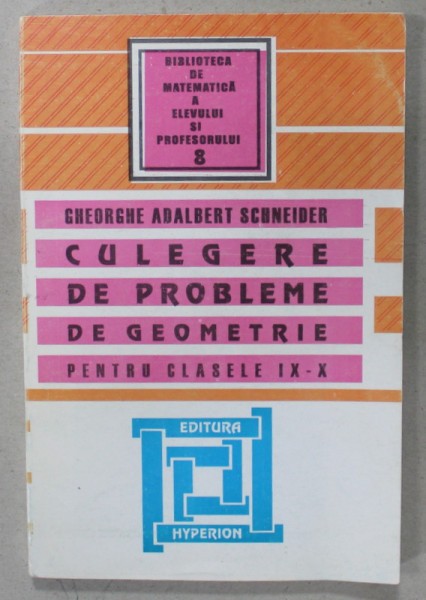 BIBLIOTECA
DE
MATEMATICĂ
A
ELEVULUI
SI
PROFESORULUI
8
GHEORGHE ADALBERT SCHNEIDER
CULEGERE
DE PROBLEME
DE GEOMETRIE
PENTRU CLASELE IX-X
EDITURA
HYPERION